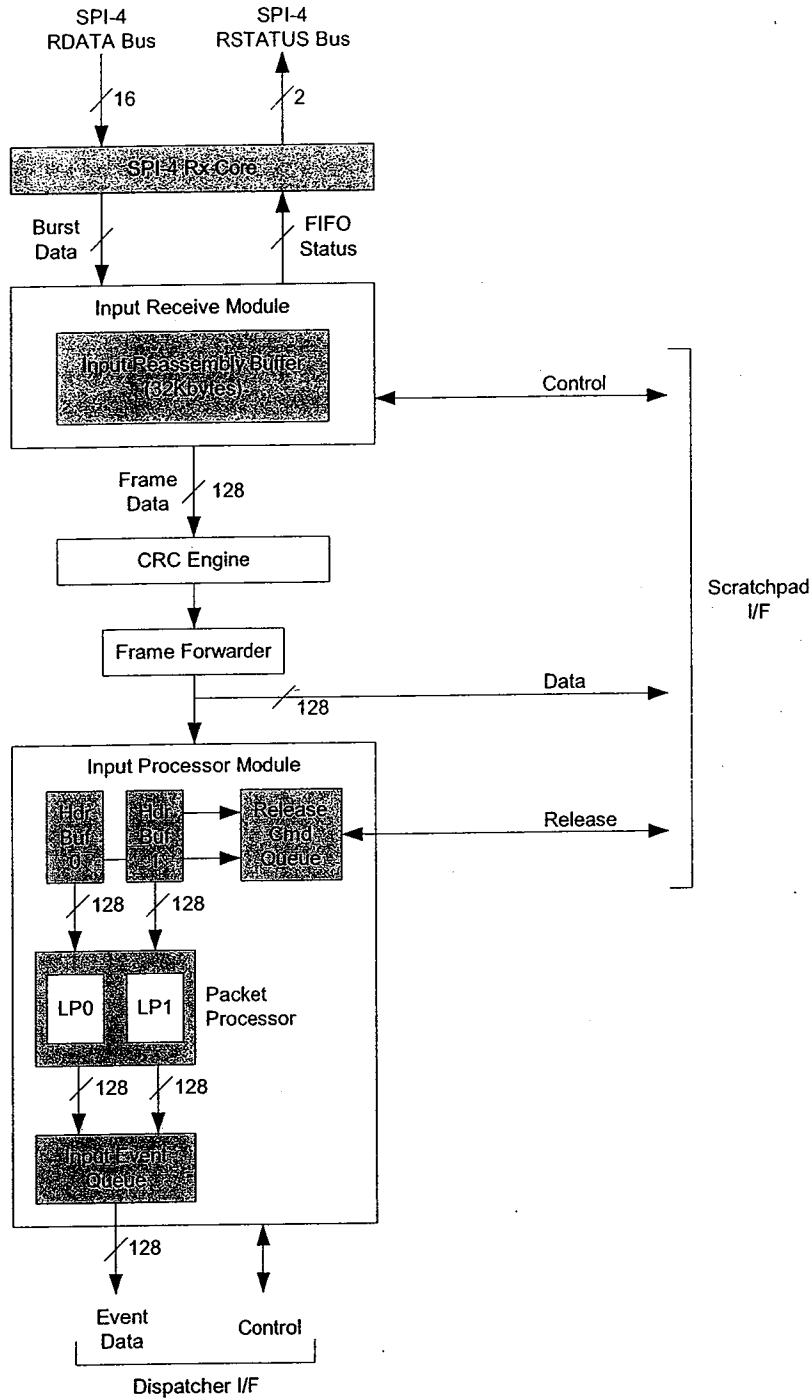 SPI-4
RDATA Bus
SPI-4
RSTATUS Bus
16
2
SPI-4 Rx Core
Burst
Data
FIFO
Status
Input Receive Module
Input Reassembly Buffer
(32Kbytes)
Control
Frame
Data
128
CRC Engine
Scratchpad
I/F
Frame Forwarder
Data
128
Input Processor Module
Hdr
Buf
0
Hdr
Buf
1
Release
Cmd
Queue
Release
128
128
LP0
LP1
Packet
Processor
128
128
Input Event
Queue
128
Event
Data
Control
Dispatcher I/F